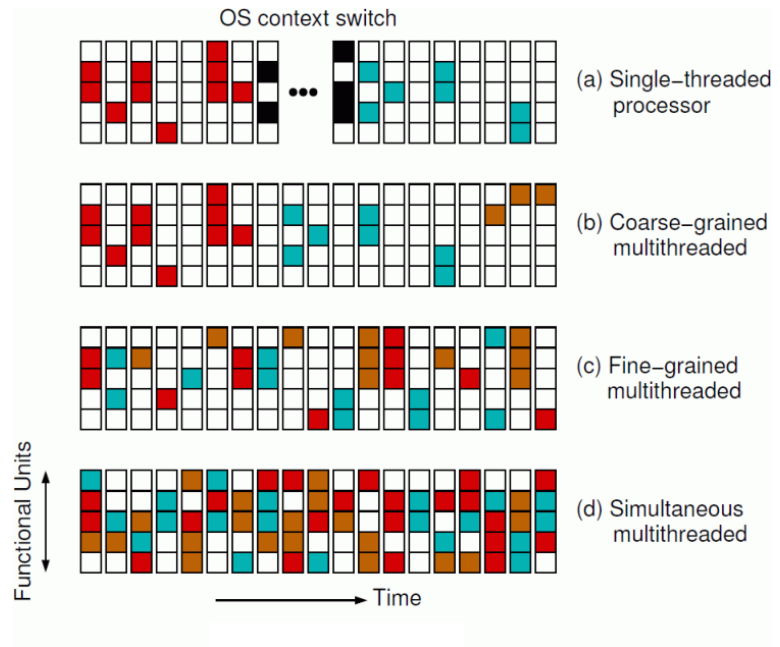 OS context switch
(a) Single-threaded
processor
(b) Coarse-grained
multithreaded
(c) Fine-grained
multithreaded
Functional Units
(d) Simultaneous
multithreaded
Time